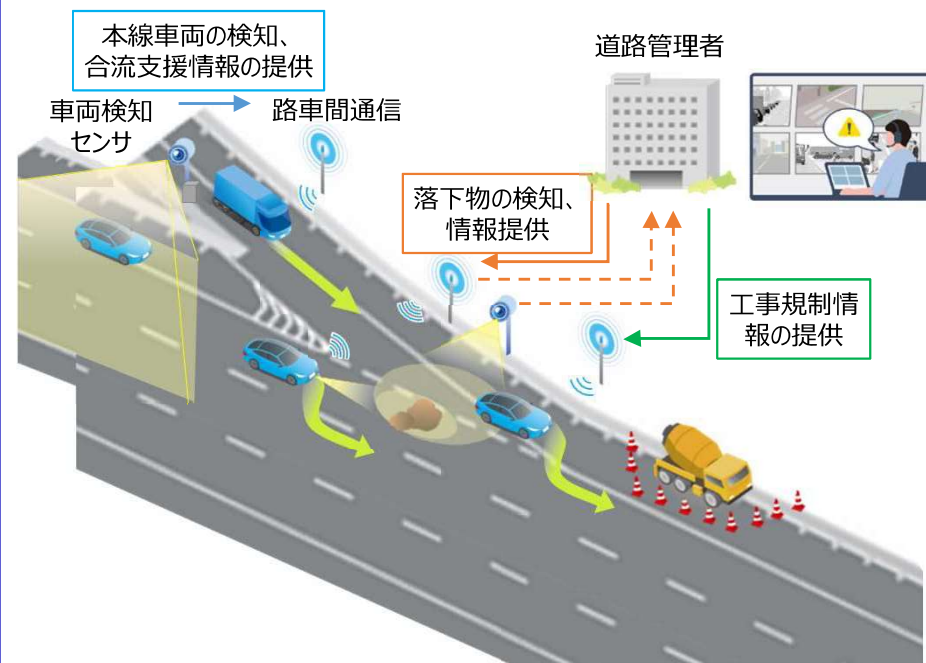 本線車両の検知、
合流支援情報の提供
道路管理者
車両検知
センサ
路車間通信
落下物の検知、
情報提供
工事規制情
報の提供